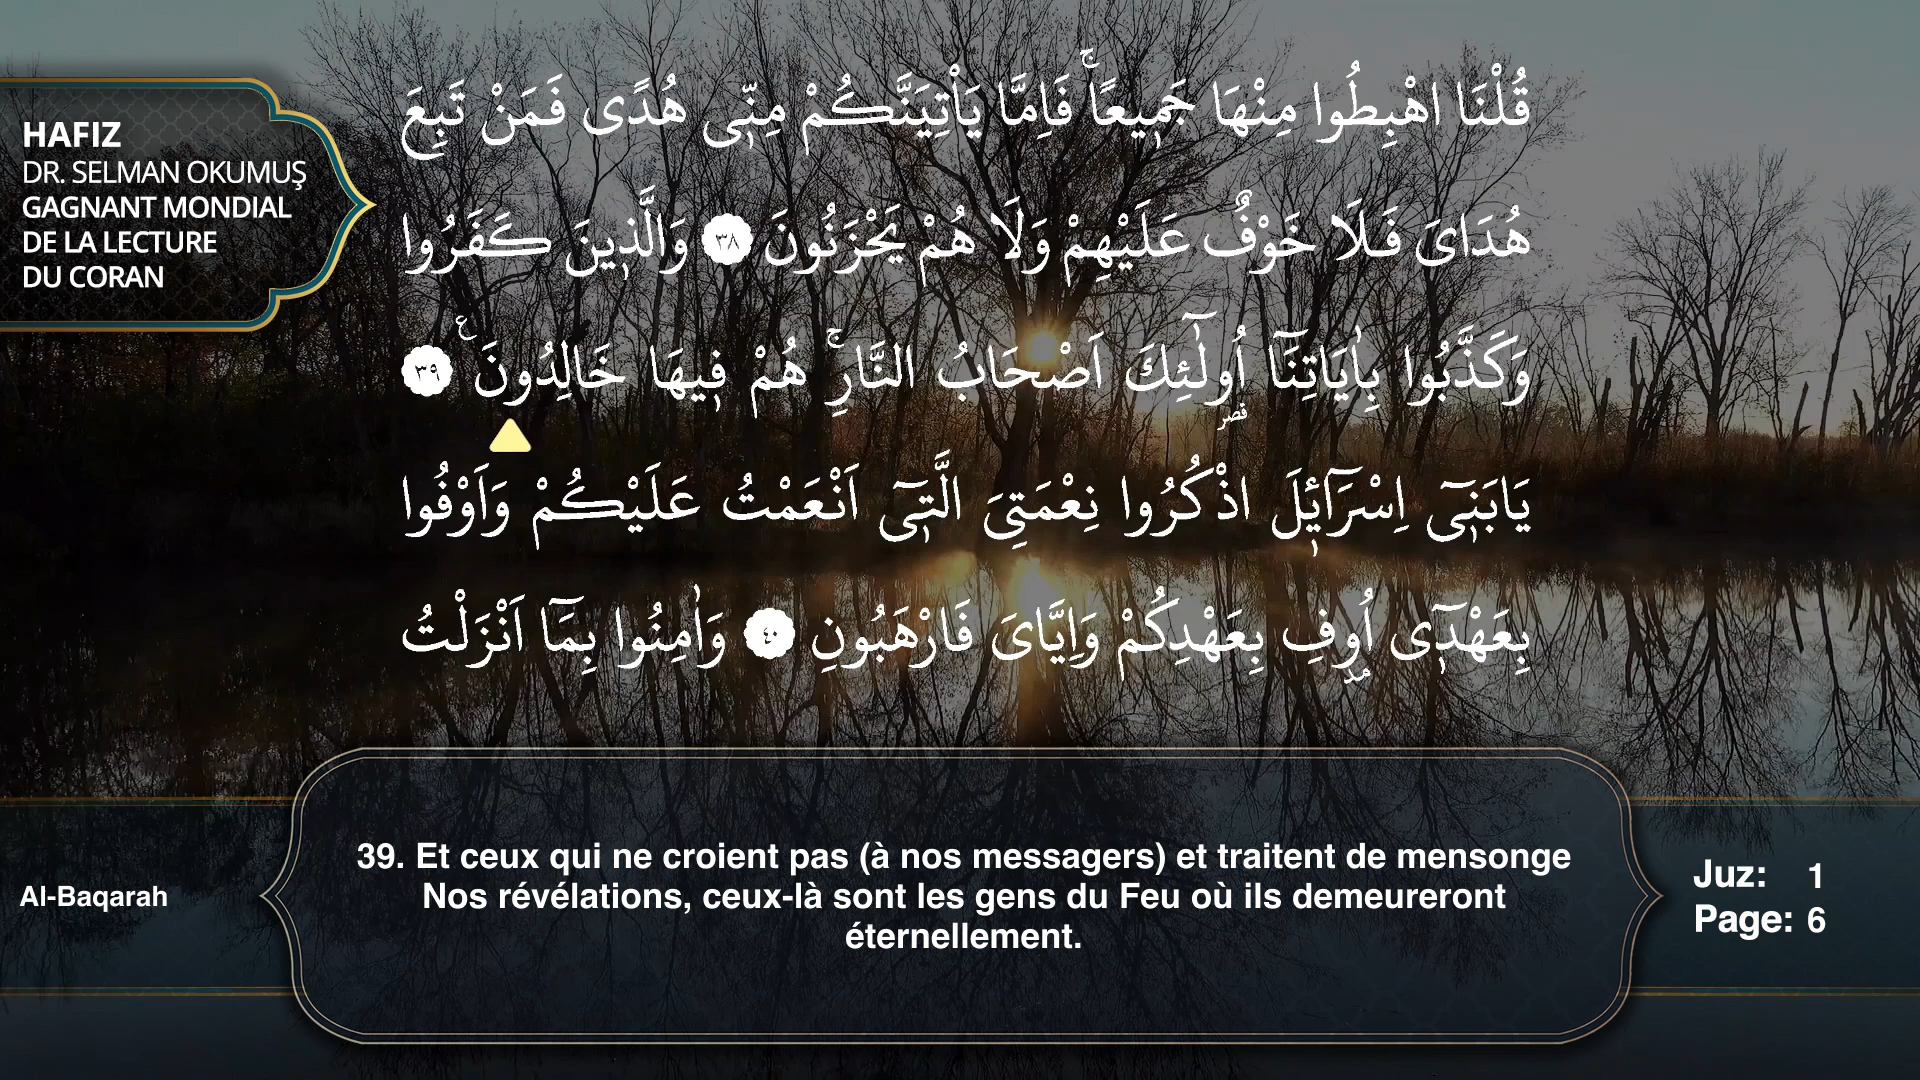 HAFIZ
DR. SELMAN OKUMUŞ
GAGNANT MONDIAL
DE LA LECTURE
DU CORAN
قُلْنَا اهْبِطُوا مِنْهَا جَمٖيعًاۚ فَاِمَّا يَأْتِيَنَّكُمْ مِنّٖى هُدًى فَمَنْ تَبِعَ
هُدَاىَ فَلَا خَوْفٌ عَلَيْهِمْ وَلَا هُمْ يَحْزَنُونَ ٣٨ وَالَّذٖينَ كَفَرُوا
وَكَذَّبُوا بِاٰيَاتِنَٓا اُو۬لٰٓئِكَ اَصْحَابُ النَّارِۚ هُمْ فٖيهَا خَالِدُونَ ع ٣٩
قصر
يَابَنٖٓى اِسْرَٓائٖلَ اذْكُرُوا نِعْمَتِىَ الَّتٖٓى اَنْعَمْتُ عَلَيْكُمْ وَاَوْفُوا
بِعَهْدٖٓى اُو۫فِ بِعَهْدِكُمْ وَاِيَّاىَ فَارْهَبُونِ ٤٠ وَاٰمِنُوا بِمَٓا اَنْزَلْتُ
مد
39. Et ceux qui ne croient pas (à nos messagers) et traitent de mensonge
Nos révélations, ceux-là sont les gens du Feu où ils demeureront
éternellement.
Al-Baqarah
Juz: 1
Page: 6